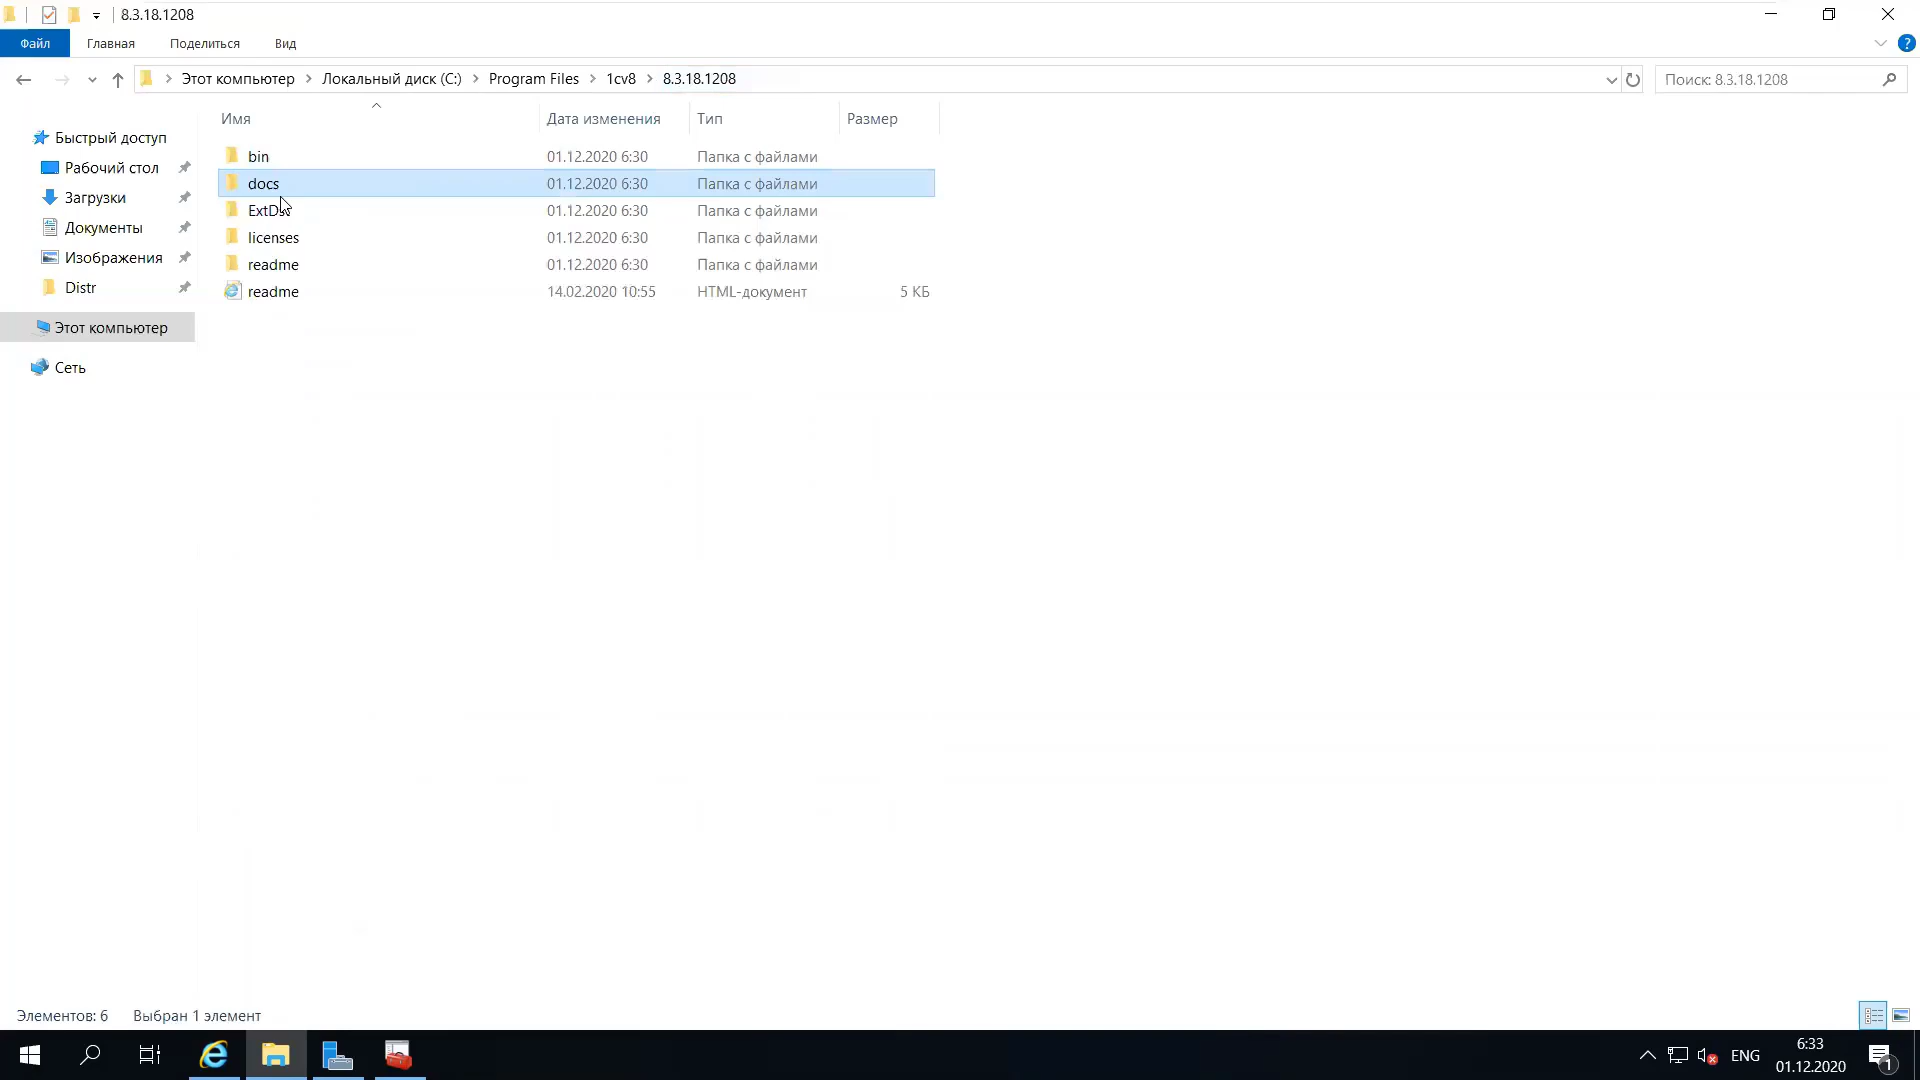 8.3.18.1208
Файл Главная Поделиться Вид
Этот компьютер Локальный диск (C:) Program Files 1cv8 8.3.18.1208 Поиск: 8.3.18.1208
Имя Дата изменения Тип Размер
Быстрый доступ
Рабочий стол
Загрузки
Документы
Изображения
Distr
Этот компьютер
Сеть
bin 01.12.2020 6:30 Папка с файлами
docs 01.12.2020 6:30 Папка с файлами
01.12.2020 6:30 Папка с файлами
licenses 01.12.2020 6:30 Папка с файлами
readme 01.12.2020 6:30 Папка с файлами
readme 14.02.2020 10:55 HTML-документ 5 КБ
Элементов: 6 Выбран 1 элемент
ENG 6:33
01.12.2020 1